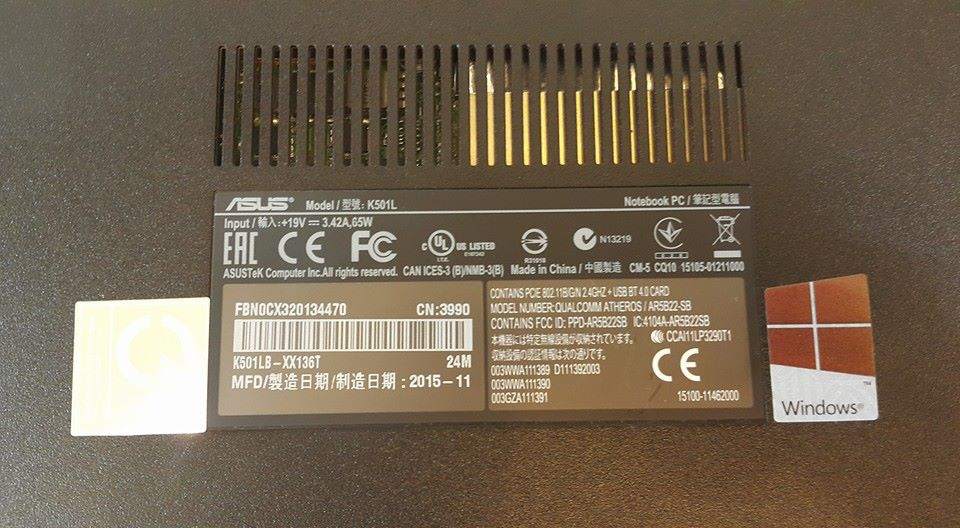 ASUS Model / 型號: K501L Notebook PC / 筆記型電腦
Input / 輸入: +19V 3.42A, 65W
EAC CE FC c UL US LISTED N13219
I.T.E. E167342 R31018
ASUSTeK Computer Inc. All rights reserved. CAN ICES-3 (B)/NMB-3(B) Made in China / 中國製造 CM-5 CQ10 15105-01211000
FBN0CX320134470 CN:3990
K501LB-XX136T 24M
MFD/製造日期/制造日期: 2015-11
CONTAINS PCIE 802.11B/G/N 2.4GHZ + USB BT 4.0 CARD
MODEL NUMBER: QUALCOMM ATHEROS / AR5B22-SB
CONTAINS FCC ID: PPD-AR5B22SB IC:4104A-AR5B22SB
本機器には特定無線設備が収納されています。 CCAI11LP3290T1
収納設備の認証情報は次の通りです。
003WWA111389 D111392003
003WWA111390 CE
003GZA111391 15100-11462000
Windows